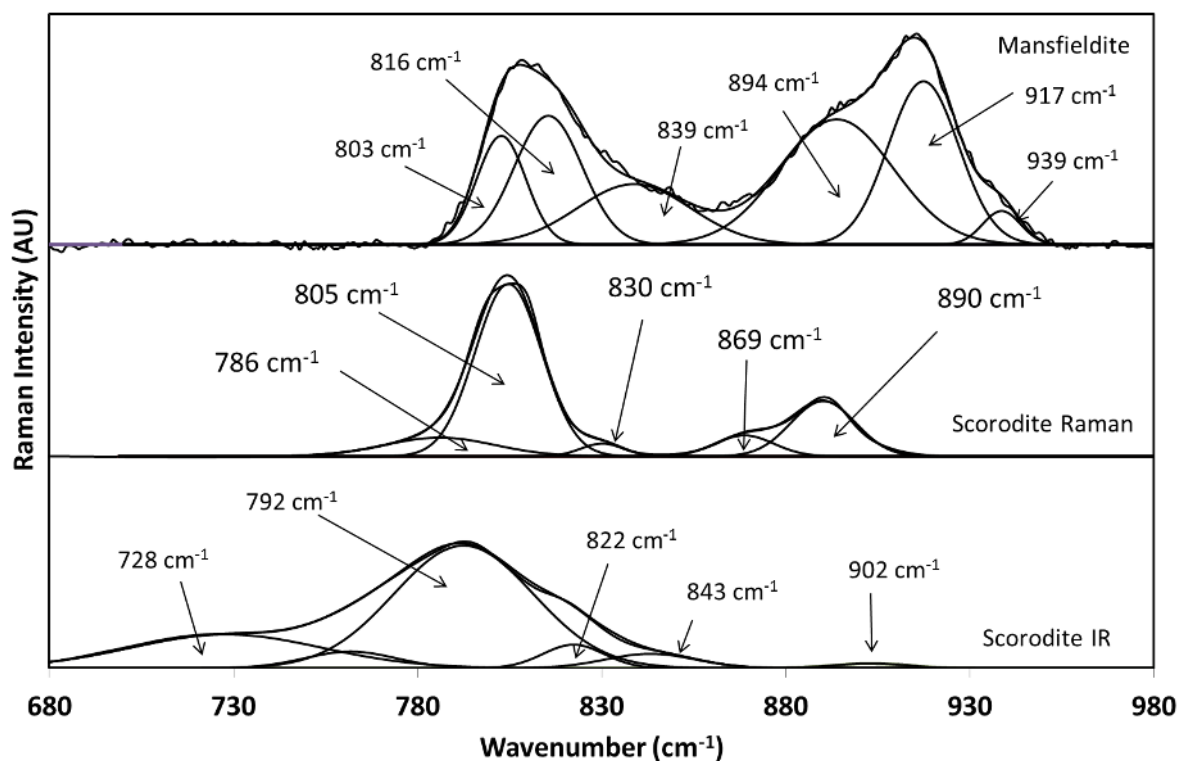 Mansfieldite
816 cm⁻¹
894 cm⁻¹
917 cm⁻¹
803 cm⁻¹
839 cm⁻¹
939 cm⁻¹
805 cm⁻¹
830 cm⁻¹
890 cm⁻¹
786 cm⁻¹
869 cm⁻¹
Scorodite Raman
792 cm⁻¹
728 cm⁻¹
822 cm⁻¹
843 cm⁻¹
902 cm⁻¹
Scorodite IR
Raman Intensity (AU)
680 730 780 830 880 930 980
Wavenumber (cm⁻¹)